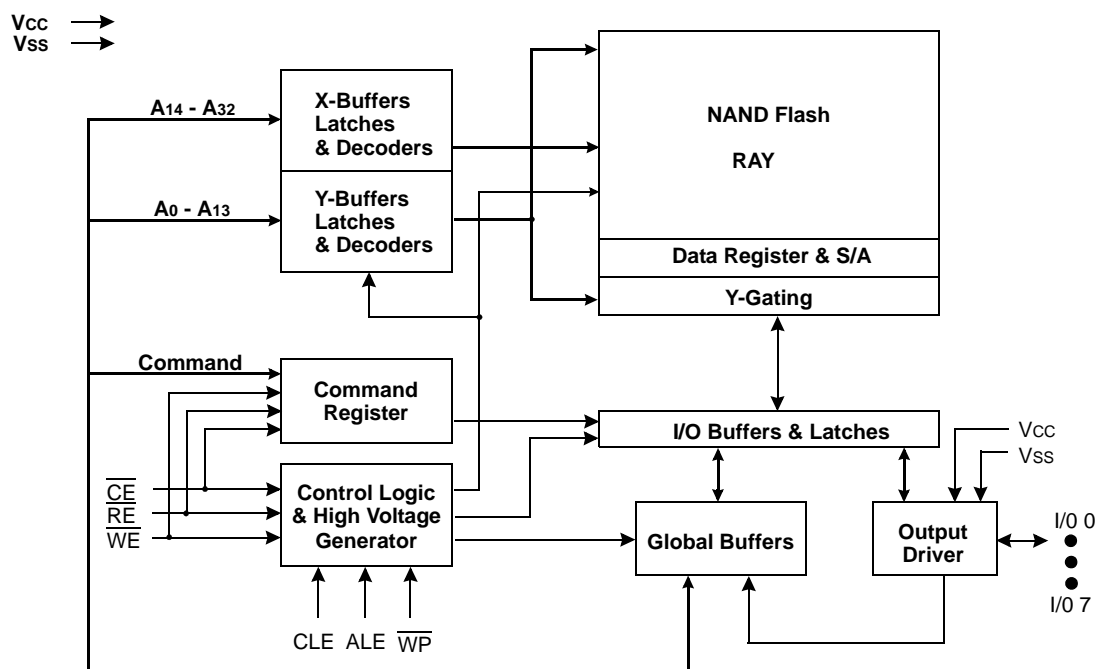 VCC
VSS
A14 - A32
X-Buffers
Latches
& Decoders
NAND Flash
RAY
A0 - A13
Y-Buffers
Latches
& Decoders
Data Register & S/A
Y-Gating
Command
Command
Register
I/O Buffers & Latches
VCC
VSS
CE
RE
WE
Control Logic
& High Voltage
Generator
Global Buffers
Output
Driver
I/0 0
I/0 7
CLE ALE WP